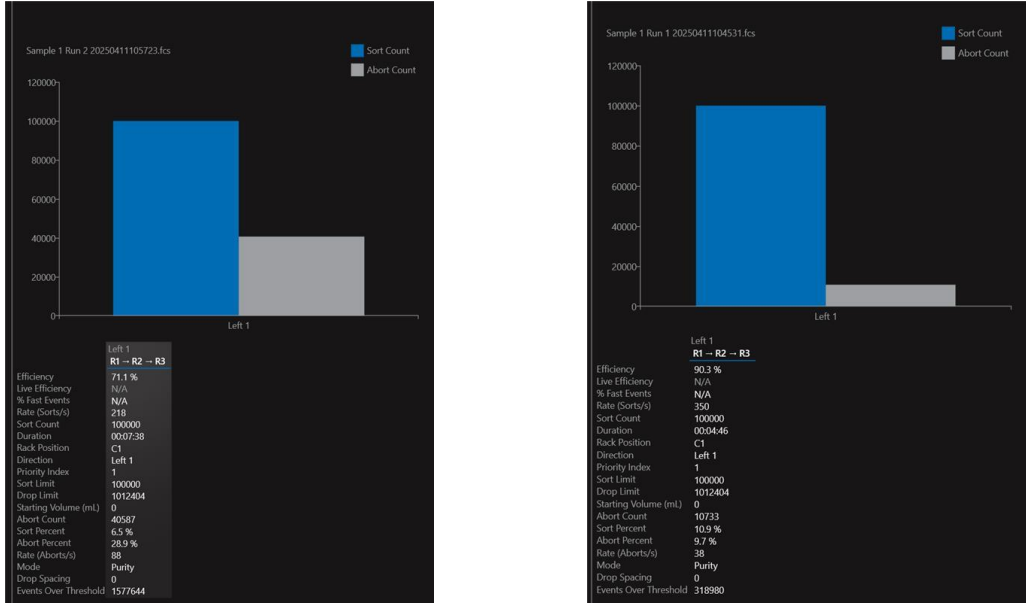 Sample 1 Run 2 20250411105723.fcs
Sort Count
Abort Count
120000
100000
80000
60000
40000
20000
0
Left 1
Left 1
R1 → R2 → R3
Efficiency 71.1 %
Live Efficiency N/A
% Fast Events N/A
Rate (Sorts/s) 218
Sort Count 100000
Duration 00:07:38
Rack Position C1
Direction Left 1
Priority Index 1
Sort Limit 100000
Drop Limit 1012404
Starting Volume (mL) 0
Abort Count 40587
Sort Percent 6.5 %
Abort Percent 28.9 %
Rate (Aborts/s) 88
Mode Purity
Drop Spacing 0
Events Over Threshold 1577644
Sample 1 Run 1 20250411104531.fcs
Sort Count
Abort Count
120000
100000
80000
60000
40000
20000
0
Left 1
Left 1
R1 → R2 → R3
Efficiency 90.3 %
Live Efficiency N/A
% Fast Events N/A
Rate (Sorts/s) 350
Sort Count 100000
Duration 00:04:46
Rack Position C1
Direction Left 1
Priority Index 1
Sort Limit 100000
Drop Limit 1012404
Starting Volume (mL) 0
Abort Count 10733
Sort Percent 10.9 %
Abort Percent 9.7 %
Rate (Aborts/s) 38
Mode Purity
Drop Spacing 0
Events Over Threshold 318980